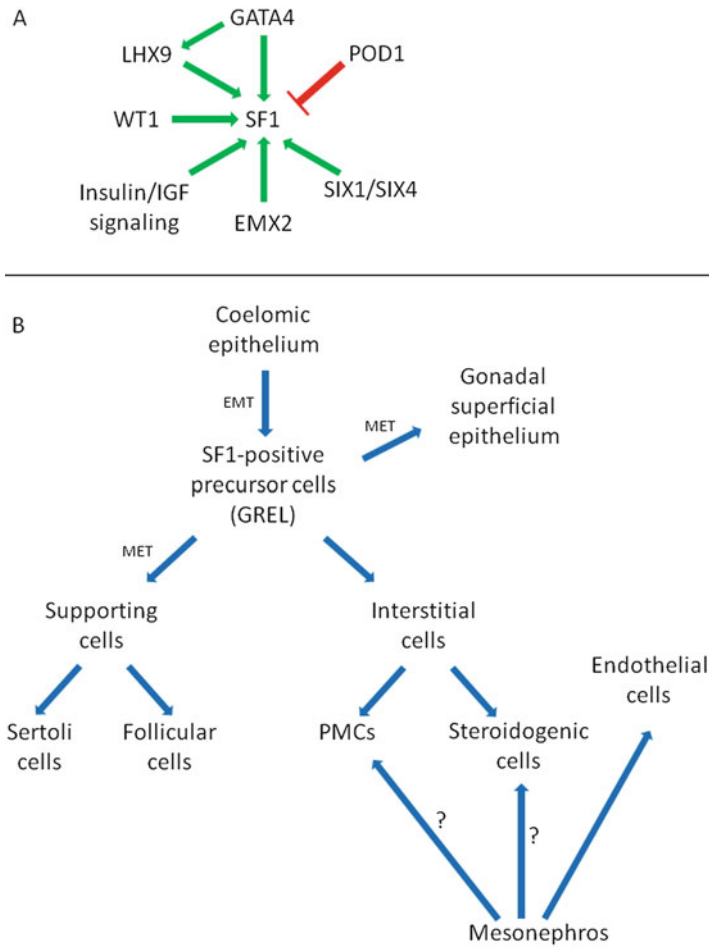 A
GATA4
LHX9
POD1
WT1
SF1
Insulin/IGF
signaling
EMX2
SIX1/SIX4
B
Coelomic
epithelium
EMT
Gonadal
superficial
epithelium
MET
SF1-positive
precursor cells
(GREL)
MET
Supporting
cells
Interstitial
cells
Endothelial
cells
Sertoli
cells
Follicular
cells
PMCs
Steroidogenic
cells
?
?
Mesonephros